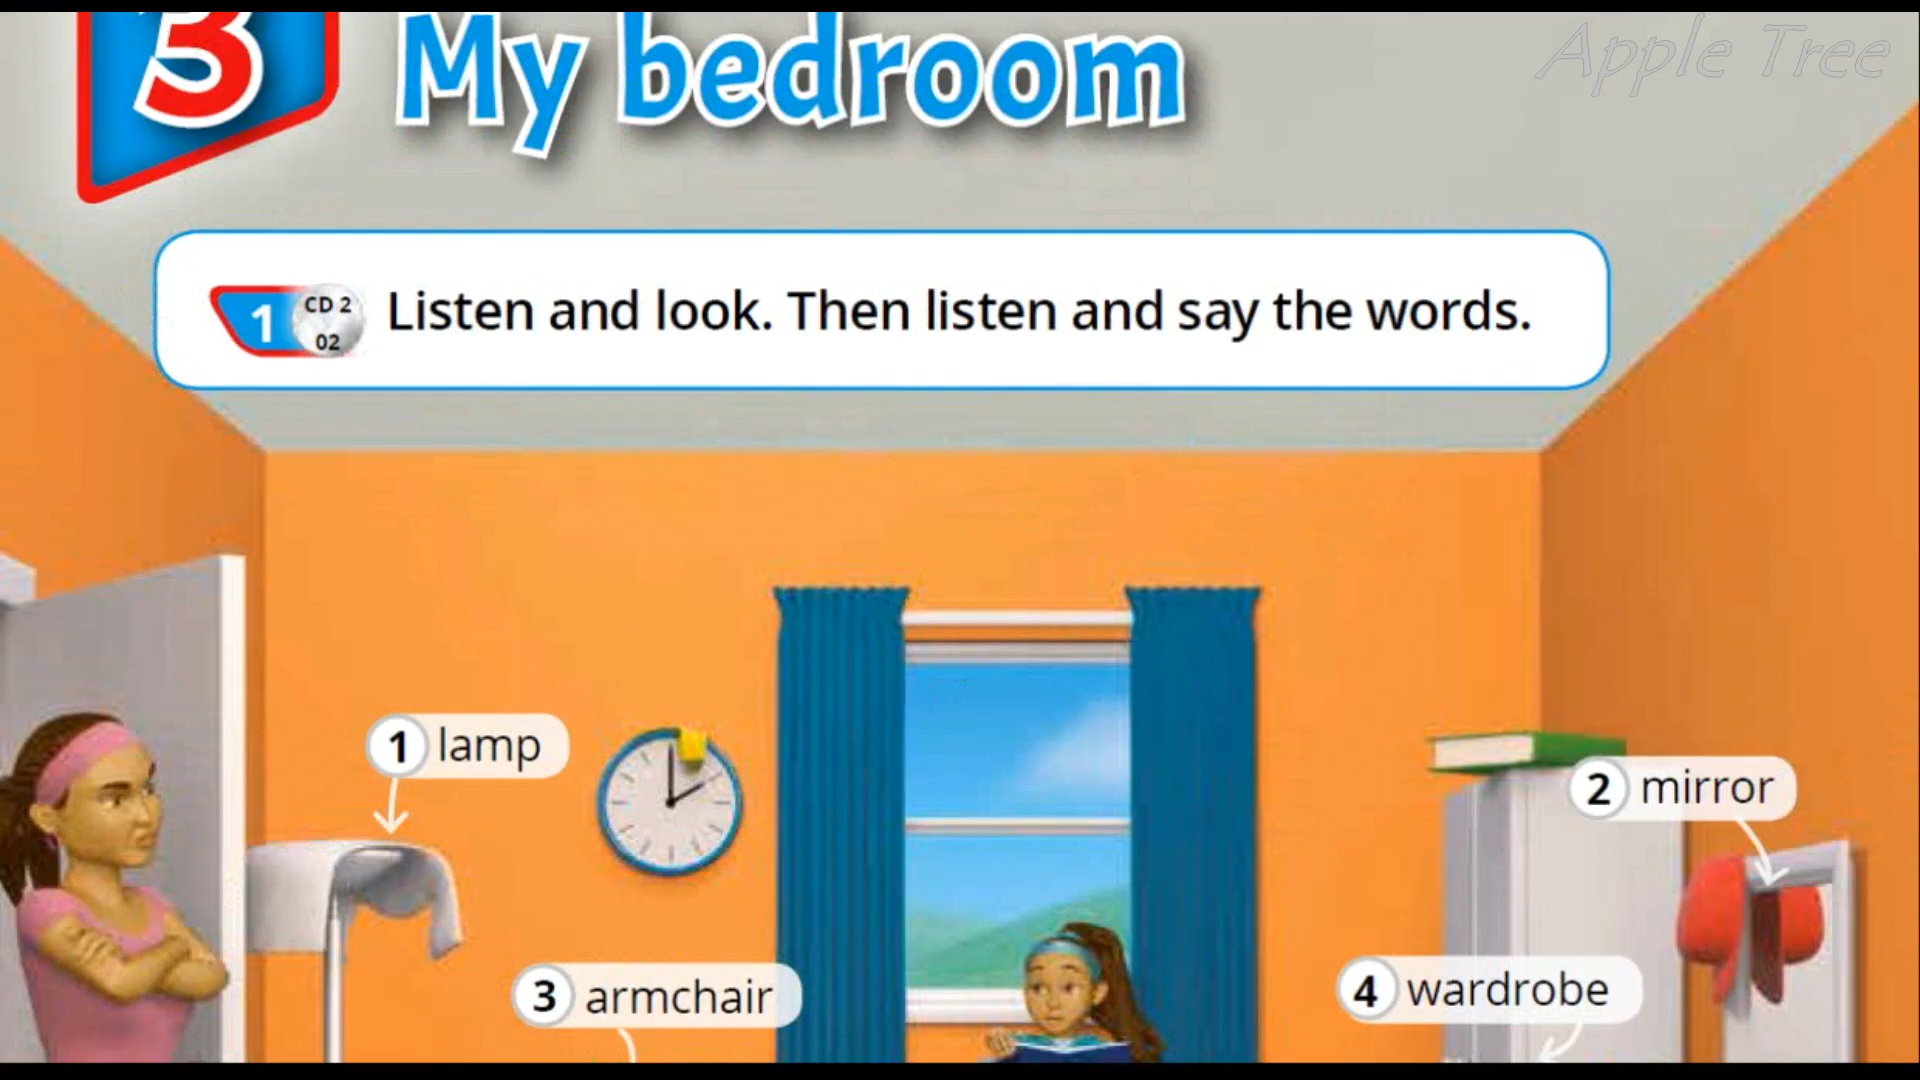 3 My bedroom
Apple Tree
1 CD 2 02 Listen and look. Then listen and say the words.
1 lamp
2 mirror
3 armchair
4 wardrobe